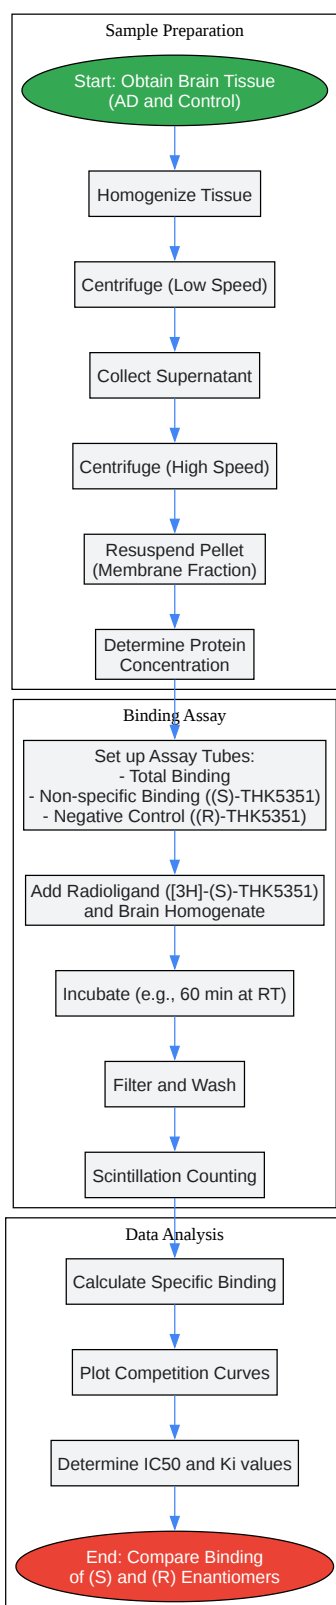 Sample Preparation
Start: Obtain Brain Tissue
(AD and Control)
Homogenize Tissue
Centrifuge (Low Speed)
Collect Supernatant
Centrifuge (High Speed)
Resuspend Pellet
(Membrane Fraction)
Determine Protein
Concentration
Binding Assay
Set up Assay Tubes:
- Total Binding
- Non-specific Binding ((S)-THK5351)
- Negative Control ((R)-THK5351)
Add Radioligand ([3H]-(S)-THK5351)
and Brain Homogenate
Incubate (e.g., 60 min at RT)
Filter and Wash
Scintillation Counting
Data Analysis
Calculate Specific Binding
Plot Competition Curves
Determine IC50 and Ki values
End: Compare Binding
of (S) and (R) Enantiomers